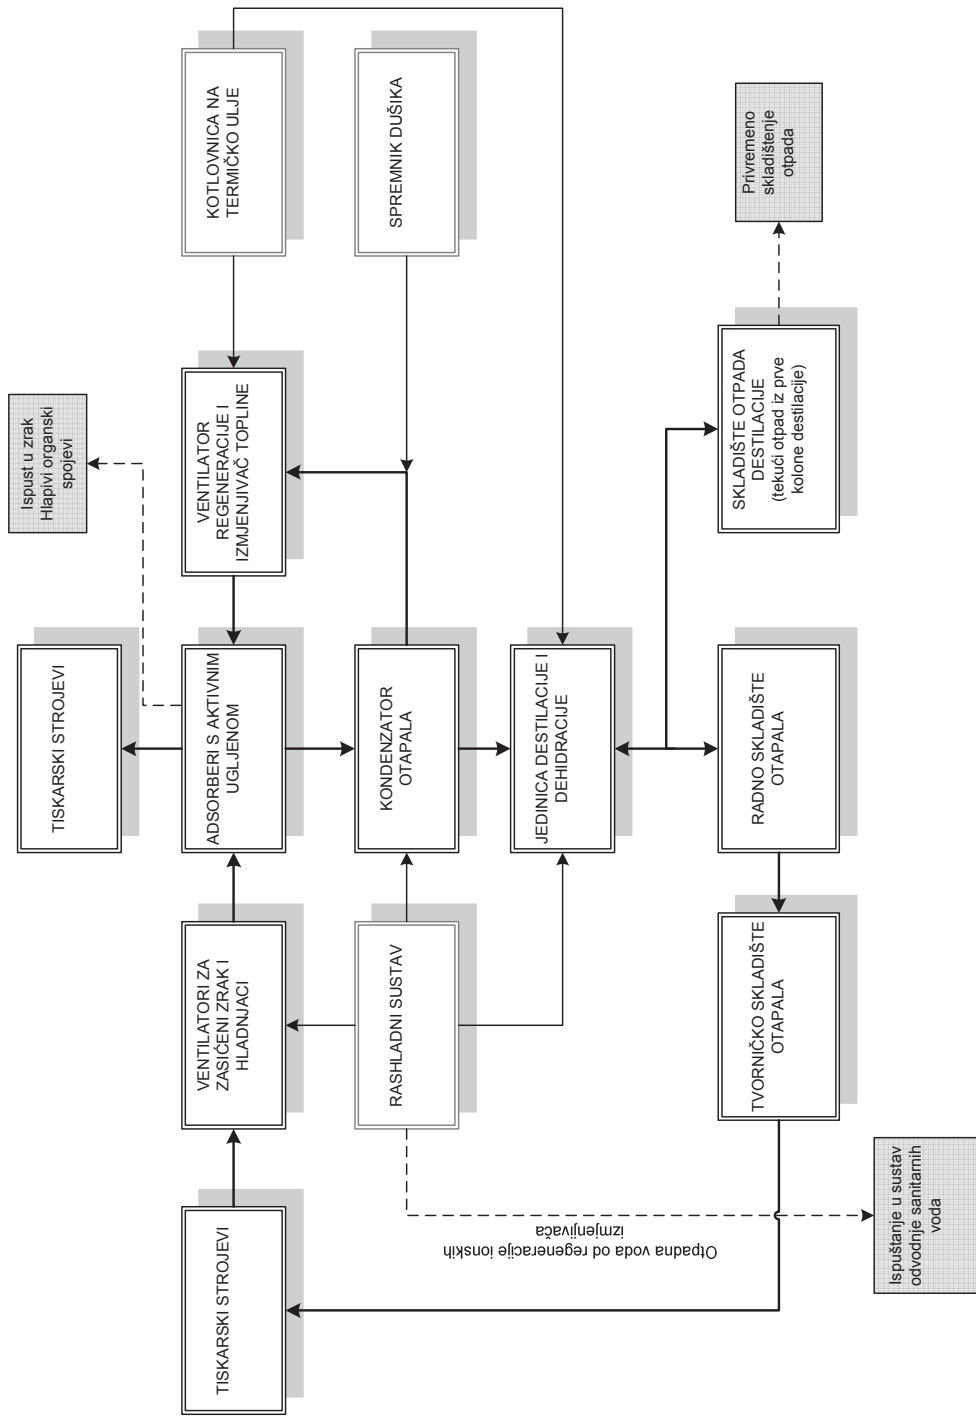 Ispust u zrak
Hlapivi organski
spojevi
TISKARSKI STROJEVI
TISKARSKI STROJEVI
VENTILATORI ZA
ZASIĆENI ZRAK I
HLADNJACI
ADSORBERI S AKTIVNIM
UGLJENOM
VENTILATOR
REGENERACIJE I
IZMJENJIVAČ TOPLINE
KOTLOVNICA NA
TERMIČKO ULJE
RASHLADNI SUSTAV
KONDENZATOR
OTAPALA
SPREMNIK DUŠIKA
Otpadna voda od regeneracije ionskih
izmjenjivača
JEDINICA DESTILACIJE I
DEHIDRACIJE
TVORNIČKO SKLADIŠTE
OTAPALA
RADNO SKLADIŠTE
OTAPALA
SKLADIŠTE OTPADA
DESTILACIJE
(tekući otpad iz prve
kolone destilacije)
Privremeno
skladištenje
otpada
Ispuštanje u sustav
odvodnje sanitarnih
voda